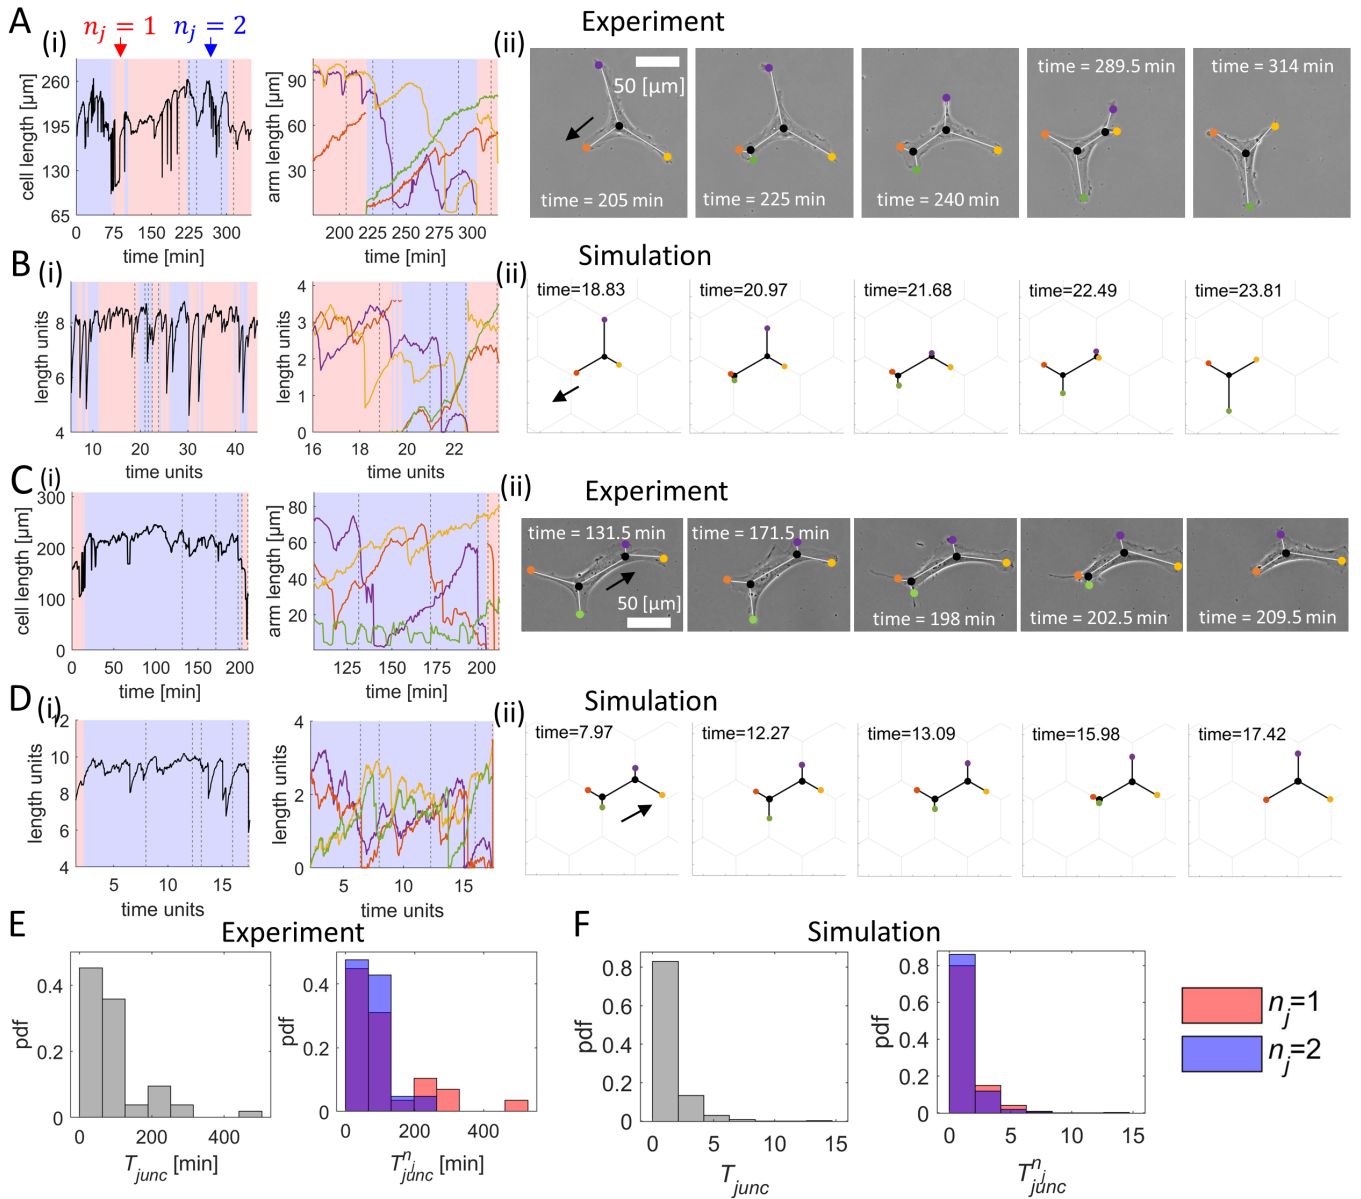 A
(i)
n_j = 1
n_j = 2
Experiment
(ii)
cell length [µm]
260
195
130
65
0 75 150 225 300
time [min]
arm length [µm]
90
60
30
200 225 250 275 300
time [min]
50 [µm]
time = 205 min
time = 225 min
time = 240 min
time = 289.5 min
time = 314 min
B
(i)
Simulation
(ii)
length units
8
6
4
10 20 30 40
time units
length units
4
3
2
1
0
16 18 20 22
time units
time=18.83
time=20.97
time=21.68
time=22.49
time=23.81
C
(i)
Experiment
(ii)
cell length [µm]
300
200
100
0
0 50 100 150 200
time [min]
arm length [µm]
80
60
40
20
125 150 175 200
time [min]
time = 131.5 min
50 [µm]
time = 171.5 min
time = 198 min
time = 202.5 min
time = 209.5 min
D
(i)
Simulation
(ii)
length units
12
10
8
6
4
5 10 15
time units
length units
4
2
0
5 10 15
time units
time=7.97
time=12.27
time=13.09
time=15.98
time=17.42
E
Experiment
pdf
0.4
0.2
0
0 200 400
T_junc [min]
pdf
0.4
0.2
0
0 200 400
T_junc^n_j [min]
F
Simulation
pdf
0.8
0.6
0.4
0.2
0
0 5 10 15
T_junc
pdf
0.8
0.6
0.4
0.2
0
0 5 10 15
T_junc^n_j
n_j=1
n_j=2